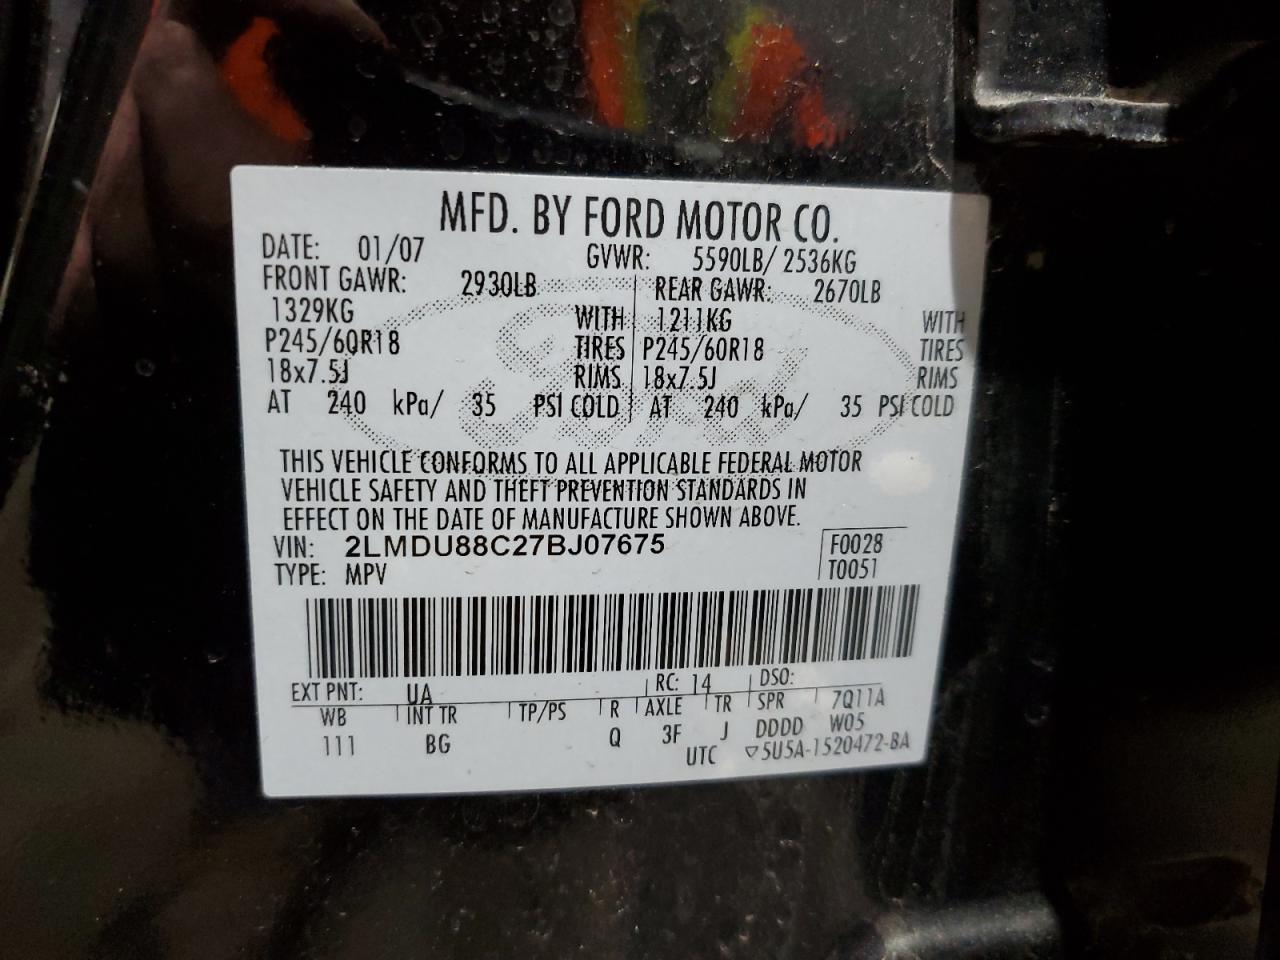 MFD. BY FORD MOTOR CO.
DATE: 01/07 GVWR: 5590LB/ 2536KG
FRONT GAWR: 2930LB REAR GAWR: 2670LB
1329KG WITH 1211KG WITH
P245/60R18 TIRES P245/60R18 TIRES
18x7.5J RIMS 18x7.5J RIMS
AT 240 kPa/ 35 PSI COLD AT 240 kPa/ 35 PSI COLD
THIS VEHICLE CONFORMS TO ALL APPLICABLE FEDERAL MOTOR
VEHICLE SAFETY AND THEFT PREVENTION STANDARDS IN
EFFECT ON THE DATE OF MANUFACTURE SHOWN ABOVE.
VIN: 2LMDU88C27BJ07675 F0028
TYPE: MPV T0051
EXT PNT: UA RC: 14 DSO:
WB INT TR TP/PS R AXLE TR SPR 7Q11A
111 BG Q 3F J DDDD W05
UTC ▽5U5A-1520472-BA
Ford